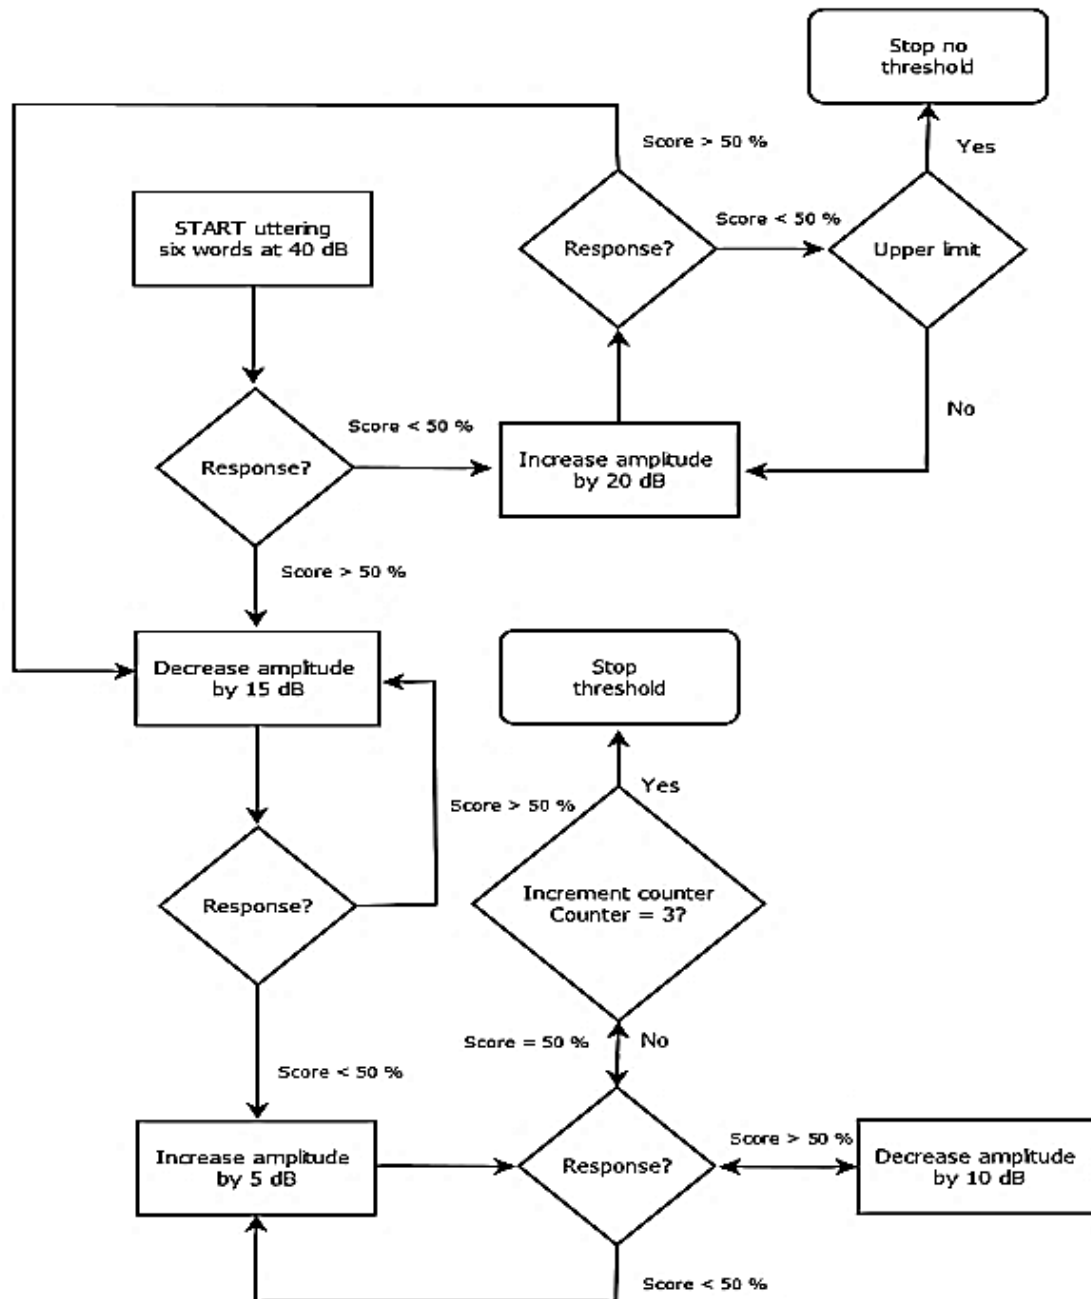 Stop no
threshold
Yes
Score > 50 %
START uttering
six words at 40 dB
Response?
Score < 50 %
Upper limit
No
Score < 50 %
Response?
Increase amplitude
by 20 dB
Score > 50 %
Decrease amplitude
by 15 dB
Stop
threshold
Yes
Score > 50 %
Response?
Increment counter
Counter = 3?
Score = 50 %
No
Score < 50 %
Increase amplitude
by 5 dB
Response?
Score > 50 %
Decrease amplitude
by 10 dB
Score < 50 %